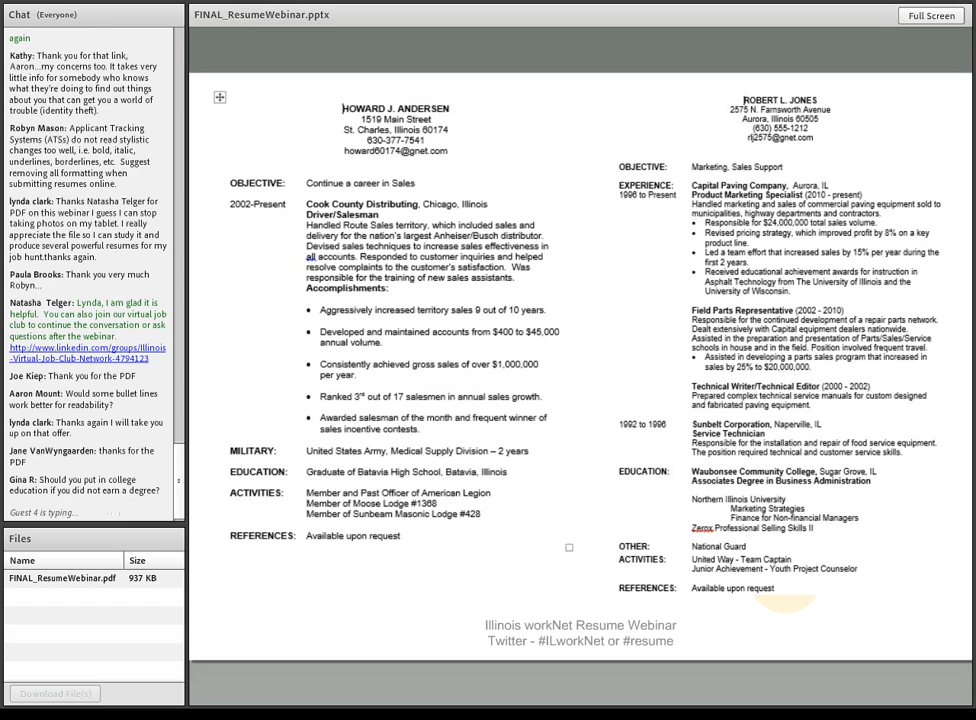 Chat (Everyone)
again
Kathy: Thank you for that link,
Aaron...my concerns too. It takes very
little info for somebody who knows
what they're doing to find out things
about you that can get you a world of
trouble (identity theft).
Robyn Mason: Applicant Tracking
Systems (ATSs) do not read stylistic
changes too well, i.e. bold, italic,
underlines, borderlines, etc. Suggest
removing all formatting when
submitting resumes online.
lynda clark: Thanks Natasha Telger for
PDF on this webinar I guess I can stop
taking photos on my tablet. I really
appreciate the file so I can study it and
produce several powerful resumes for my
job hunt.thanks again.
Paula Brooks: Thank you very much
Robyn...
Natasha Telger: Lynda, I am glad it is
helpful. You can also join our virtual job
club to continue the conversation or ask
questions after the webinar.
http://www.linkedin.com/groups/Illinois
-Virtual-Job-Club-Network-4794123
Joe Kiep: Thank you for the PDF
Aaron Mount: Would some bullet lines
work better for readability?
lynda clark: Thanks again I will take you
up on that offer.
Jane VanWyngaarden: thanks for the
PDF
Gina R: Should you put in college
education if you did not earn a degree?
Guest 4 is typing...
Files
Name Size
FINAL_ResumeWebinar.pdf 937 KB
Download File(s)
FINAL_ResumeWebinar.pptx
Full Screen
HOWARD J. ANDERSEN
1519 Main Street
St. Charles, Illinois 60174
630-377-7541
howard60174@gnet.com
OBJECTIVE: Continue a career in Sales
2002-Present Cook County Distributing, Chicago, Illinois
Driver/Salesman
Handled Route Sales territory, which included sales and
delivery for the nation's largest Anheiser/Busch distributor.
Devised sales techniques to increase sales effectiveness in
all accounts. Responded to customer inquiries and helped
resolve complaints to the customer's satisfaction. Was
responsible for the training of new sales assistants.
Accomplishments:
• Aggressively increased territory sales 9 out of 10 years.
• Developed and maintained accounts from $400 to $45,000
annual volume.
• Consistently achieved gross sales of over $1,000,000
per year.
• Ranked 3rd out of 17 salesmen in annual sales growth.
• Awarded salesman of the month and frequent winner of
sales incentive contests.
MILITARY: United States Army, Medical Supply Division – 2 years
EDUCATION: Graduate of Batavia High School, Batavia, Illinois
ACTIVITIES: Member and Past Officer of American Legion
Member of Moose Lodge #1368
Member of Sunbeam Masonic Lodge #428
REFERENCES: Available upon request
ROBERT L. JONES
2575 N. Farnsworth Avenue
Aurora, Illinois 60505
(630) 555-1212
rlj2575@gnet.com
OBJECTIVE: Marketing, Sales Support
EXPERIENCE: Capital Paving Company, Aurora, IL
1996 to Present Product Marketing Specialist (2010 - present)
Handled marketing and sales of commercial paving equipment sold to
municipalities, highway departments and contractors.
• Responsible for $24,000,000 total sales volume.
• Revised pricing strategy, which improved profit by 8% on a key
product line.
• Led a team effort that increased sales by 15% per year during the
first 2 years.
• Received educational achievement awards for instruction in
Asphalt Technology from The University of Illinois and the
University of Wisconsin.
Field Parts Representative (2002 - 2010)
Responsible for the continued development of a repair parts network.
Dealt extensively with Capital equipment dealers nationwide.
Assisted in the preparation and presentation of Parts/Sales/Service
schools in house and in the field. Position involved frequent travel.
• Assisted in developing a parts sales program that increased in
sales by 25% to $20,000,000.
Technical Writer/Technical Editor (2000 - 2002)
Prepared complex technical service manuals for custom designed
and fabricated paving equipment.
1992 to 1996 Sunbelt Corporation, Naperville, IL
Service Technician
Responsible for the installation and repair of food service equipment.
The position required technical and customer service skills.
EDUCATION: Waubonsee Community College, Sugar Grove, IL
Associates Degree in Business Administration
Northern Illinois University
Marketing Strategies
Finance for Non-financial Managers
Zerox Professional Selling Skills II
OTHER: National Guard
ACTIVITIES: United Way - Team Captain
Junior Achievement - Youth Project Counselor
REFERENCES: Available upon request
Illinois workNet Resume Webinar
Twitter - #ILworkNet or #resume